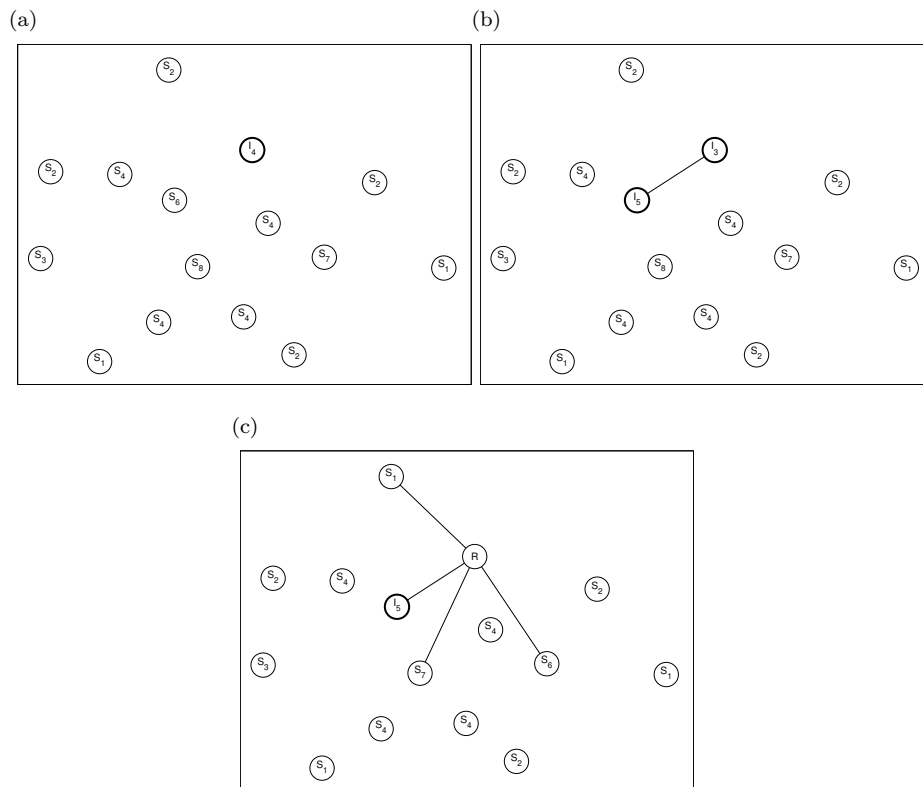 (a)
(b)
S₂
I₄
S₂
S₄
S₂
S₆
S₄
S₃
S₈
S₇
S₁
S₄
S₄
S₁
S₂
S₂
I₃
S₂
S₄
S₂
I₅
S₄
S₃
S₈
S₇
S₁
S₄
S₄
S₁
S₂
(c)
S₁
R
S₂
S₄
S₂
I₅
S₄
S₃
S₇
S₆
S₁
S₄
S₄
S₁
S₂